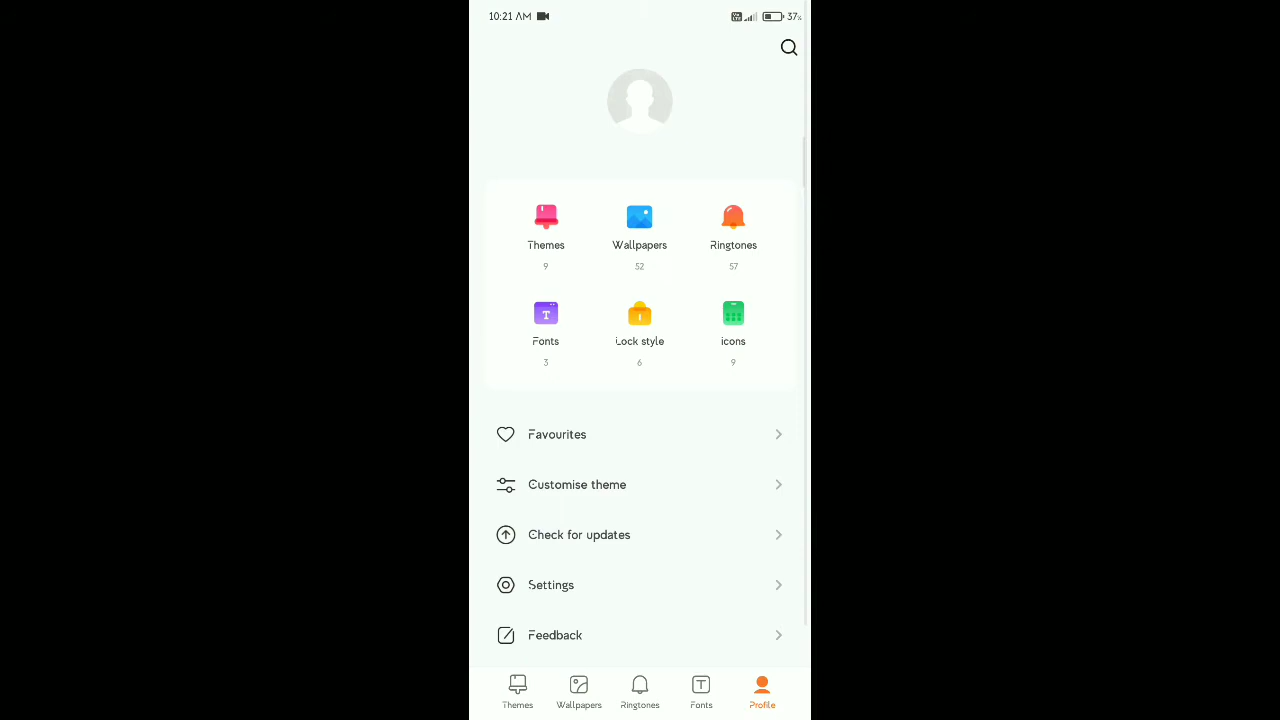 10:21 AM 37%
Themes Wallpapers Ringtones
9 52 57
Fonts Lock style icons
3 6 9
Favourites
Customise theme
Check for updates
Settings
Feedback
Themes Wallpapers Ringtones Fonts Profile